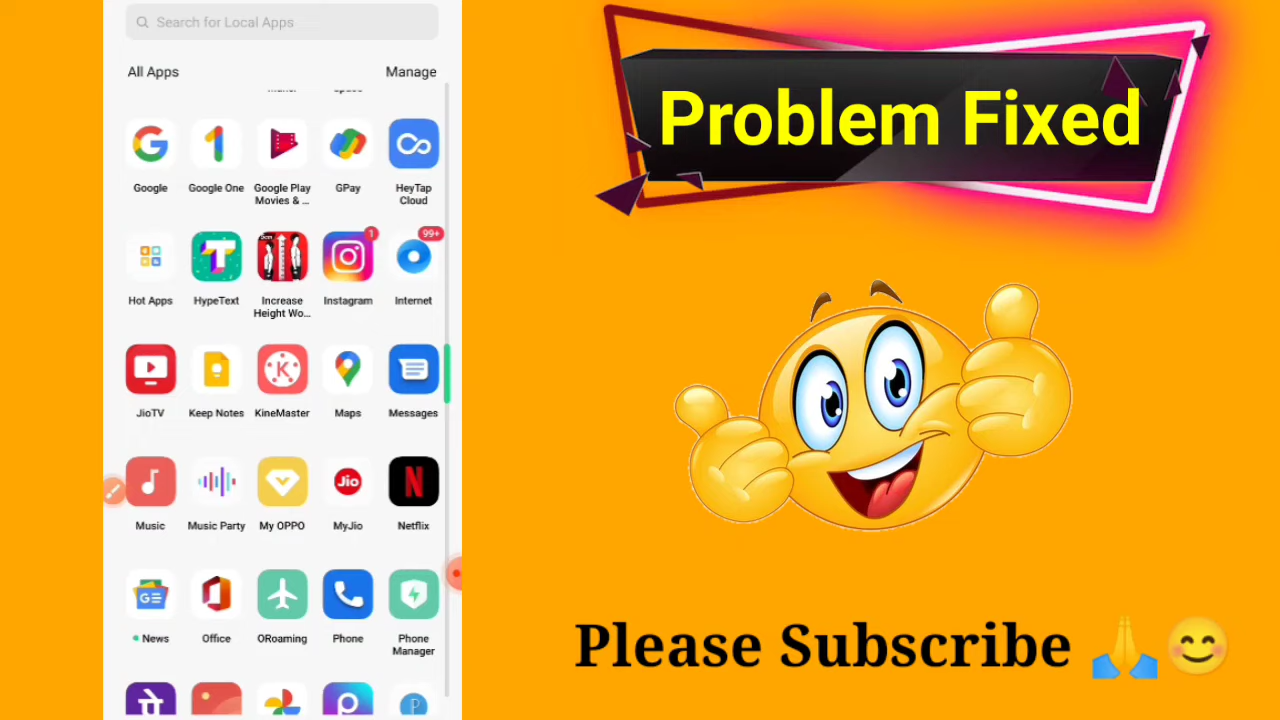 Search for Local Apps
All Apps
Manage
Google
Google One
Google Play
Movies & ...
GPay
HeyTap
Cloud
1
99+
Hot Apps
HypeText
Increase
Height Wo...
Instagram
Internet
JioTV
Keep Notes
KineMaster
Maps
Messages
Jio
Music
Music Party
My OPPO
MyJio
Netflix
News
Office
ORoaming
Phone
Phone
Manager
Problem Fixed
Please Subscribe 🙏😊